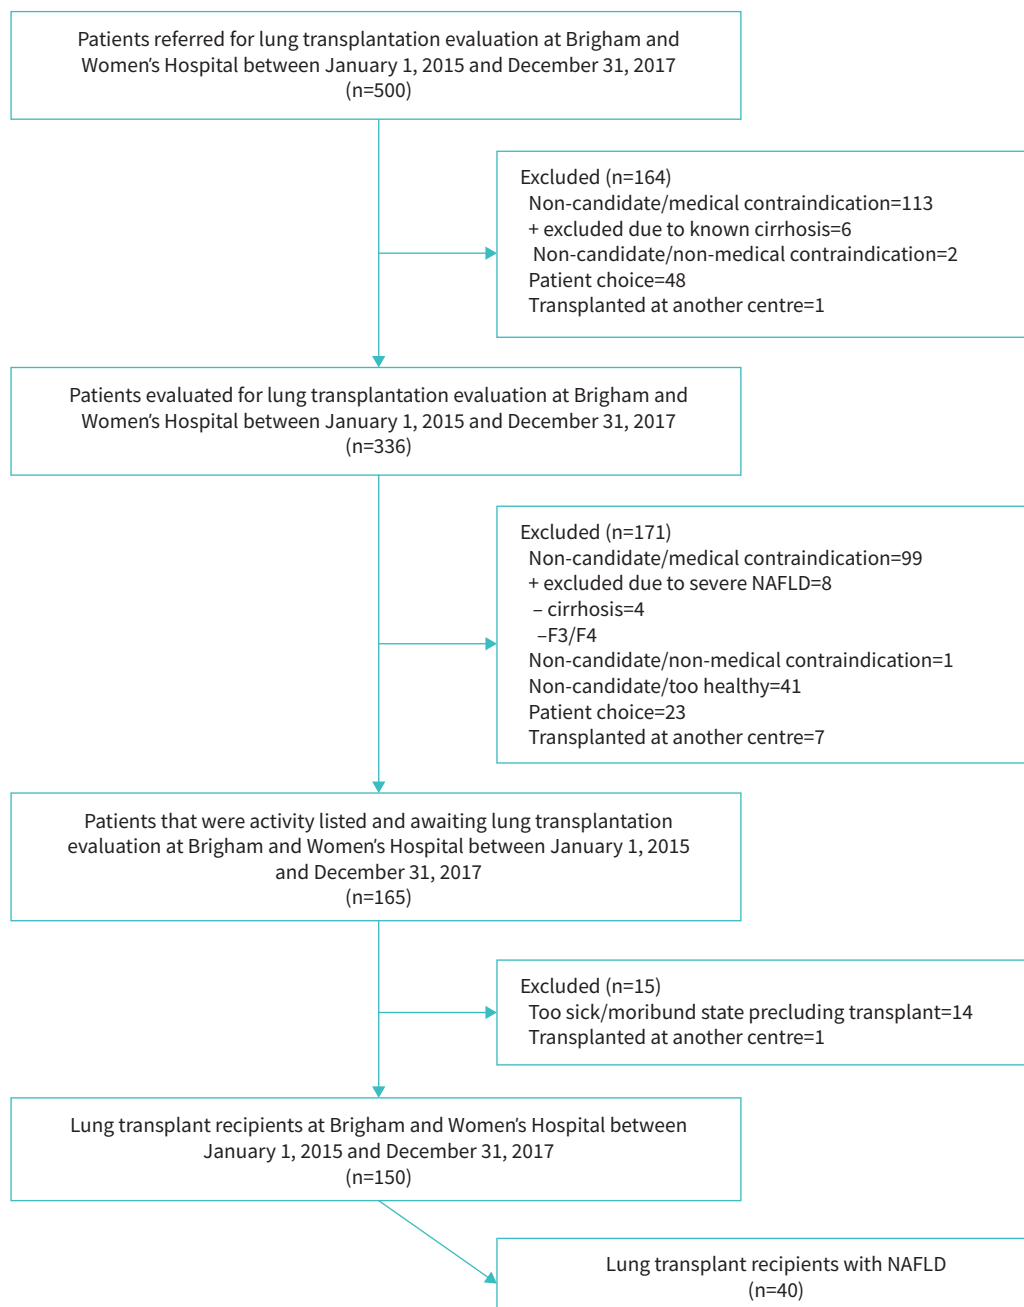 Patients referred for lung transplantation evaluation at Brigham and
Women's Hospital between January 1, 2015 and December 31, 2017
(n=500)
Excluded (n=164)
Non-candidate/medical contraindication=113
+ excluded due to known cirrhosis=6
Non-candidate/non-medical contraindication=2
Patient choice=48
Transplanted at another centre=1
Patients evaluated for lung transplantation evaluation at Brigham and
Women's Hospital between January 1, 2015 and December 31, 2017
(n=336)
Excluded (n=171)
Non-candidate/medical contraindication=99
+ excluded due to severe NAFLD=8
– cirrhosis=4
–F3/F4
Non-candidate/non-medical contraindication=1
Non-candidate/too healthy=41
Patient choice=23
Transplanted at another centre=7
Patients that were activity listed and awaiting lung transplantation
evaluation at Brigham and Women's Hospital between January 1, 2015
and December 31, 2017
(n=165)
Excluded (n=15)
Too sick/moribund state precluding transplant=14
Transplanted at another centre=1
Lung transplant recipients at Brigham and Women's Hospital between
January 1, 2015 and December 31, 2017
(n=150)
Lung transplant recipients with NAFLD
(n=40)